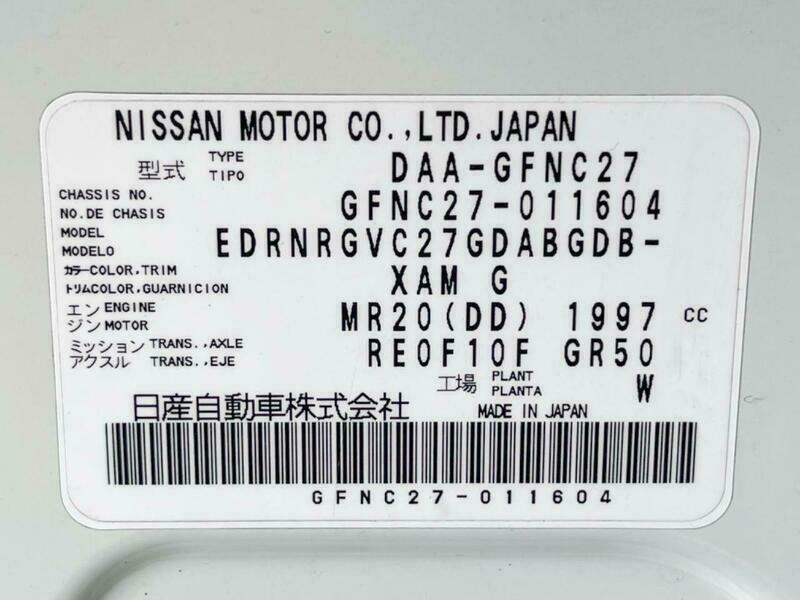 NISSAN MOTOR CO.,LTD.JAPAN
型式 TYPE TIPO DAA-GFNC27
CHASSIS NO. NO.DE CHASIS GFNC27-011604
MODEL MODELO EDRNRGVC27GDABGDB-
カラーCOLOR,TRIM トリムCOLOR,GUARNICION XAM G
エンジン ENGINE MOTOR MR20(DD) 1997 CC
ミッション TRANS.,AXLE アクスル TRANS.,EJE RE0F10F GR50
工場 PLANT PLANTA W
日産自動車株式会社 MADE IN JAPAN
GFNC27-011604